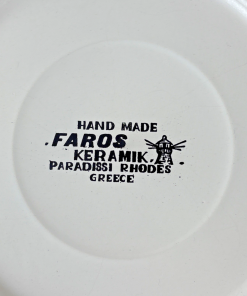 HAND MADE
.FAROS
KERAMIK.
PARADISSI RHODES
GREECE